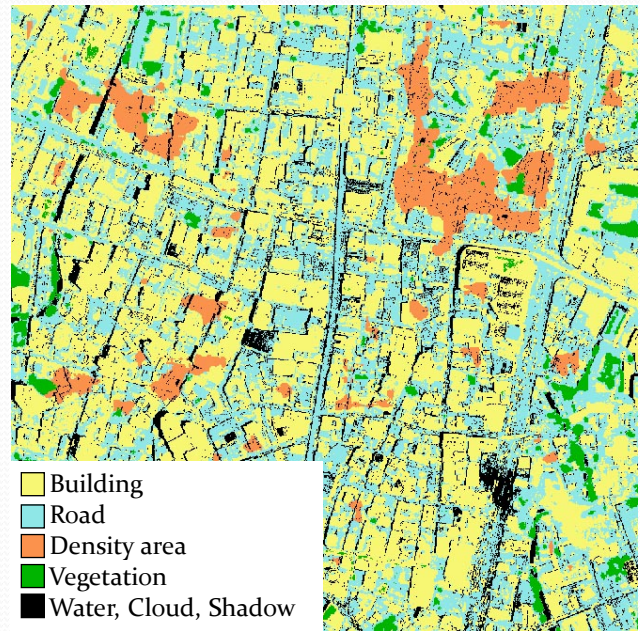 Building
Road
Density area
Vegetation
Water, Cloud, Shadow